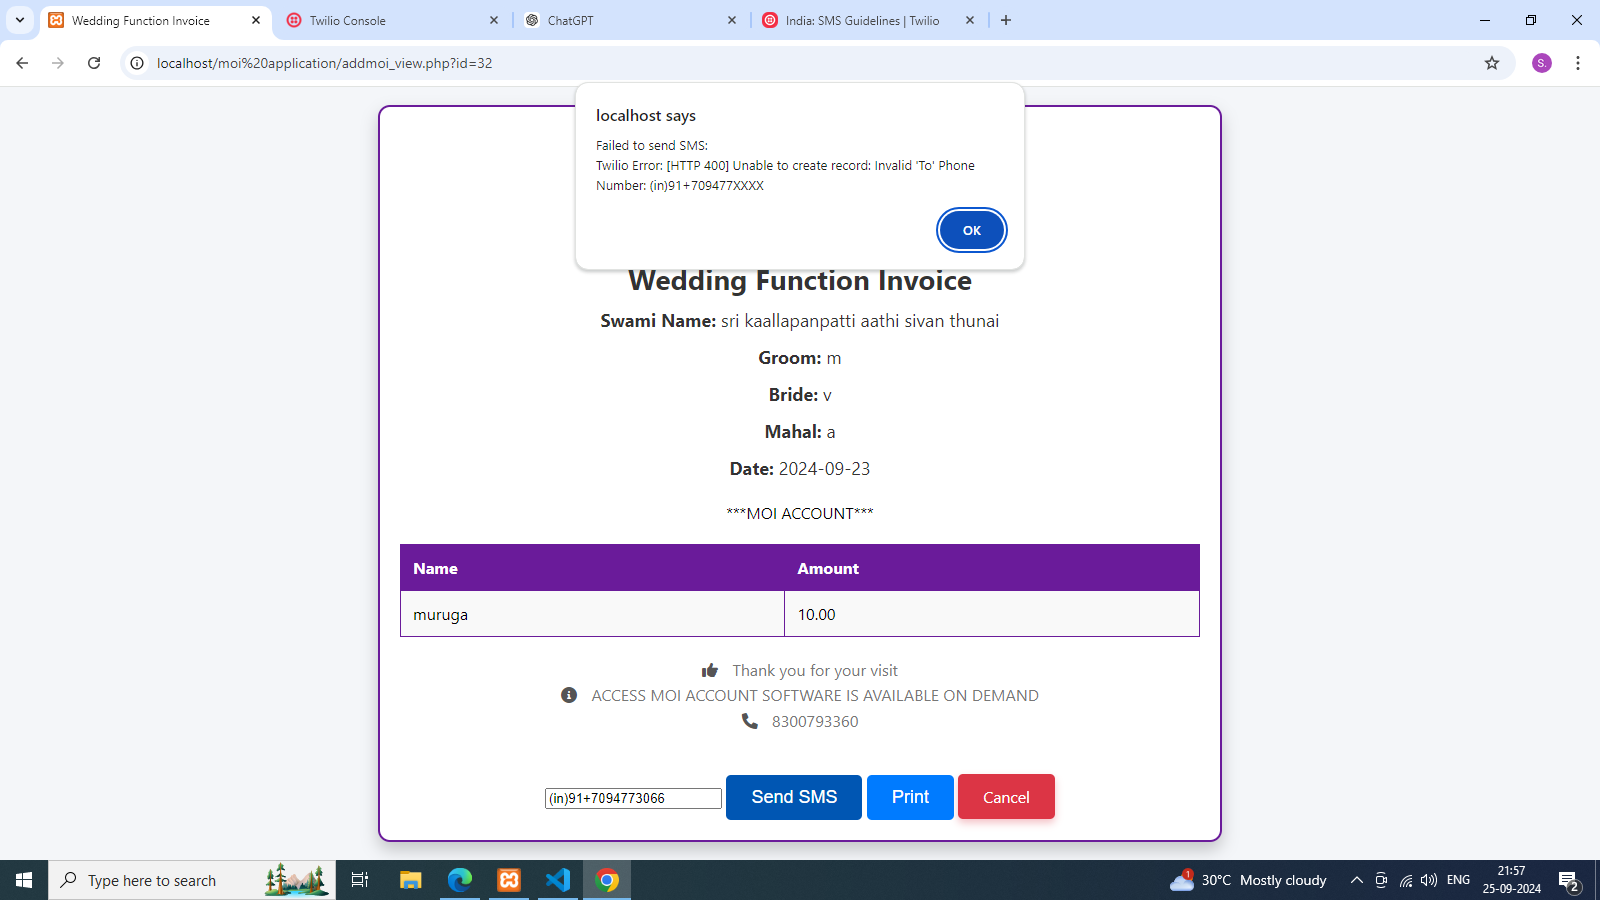 Wedding Function Invoice
Twilio Console
ChatGPT
India: SMS Guidelines | Twilio
localhost/moi%20application/addmoi_view.php?id=32
S.
localhost says
Failed to send SMS:
Twilio Error: [HTTP 400] Unable to create record: Invalid 'To' Phone
Number: (in)91+709477XXXX
OK
Wedding Function Invoice
Swami Name: sri kaallapanpatti aathi sivan thunai
Groom: m
Bride: v
Mahal: a
Date: 2024-09-23
***MOI ACCOUNT***
Name Amount
muruga 10.00
Thank you for your visit
ACCESS MOI ACCOUNT SOFTWARE IS AVAILABLE ON DEMAND
8300793360
(in)91+7094773066 Send SMS Print Cancel
Type here to search
1
30°C Mostly cloudy
ENG
21:57
25-09-2024
2